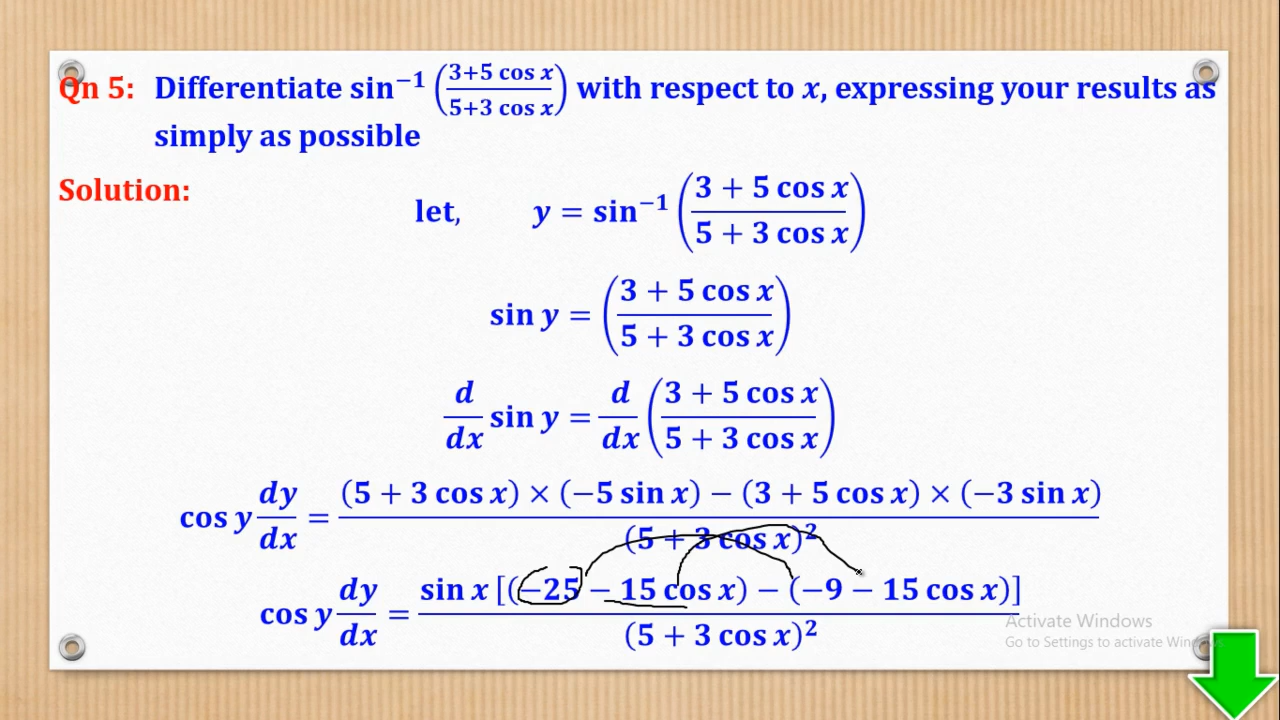 Qn 5: Differentiate sin⁻¹ ((3+5 cos x)/(5+3 cos x)) with respect to x, expressing your results as
simply as possible
Solution:
let, y = sin⁻¹ ((3 + 5 cos x)/(5 + 3 cos x))
sin y = ((3 + 5 cos x)/(5 + 3 cos x))
d/dx sin y = d/dx ((3 + 5 cos x)/(5 + 3 cos x))
cos y dy/dx = ((5 + 3 cos x) × (−5 sin x) − (3 + 5 cos x) × (−3 sin x))/(5 + 3 cos x)²
cos y dy/dx = (sin x [(−25 − 15 cos x) − (−9 − 15 cos x)])/(5 + 3 cos x)²
Activate Windows
Go to Settings to activate Windows.